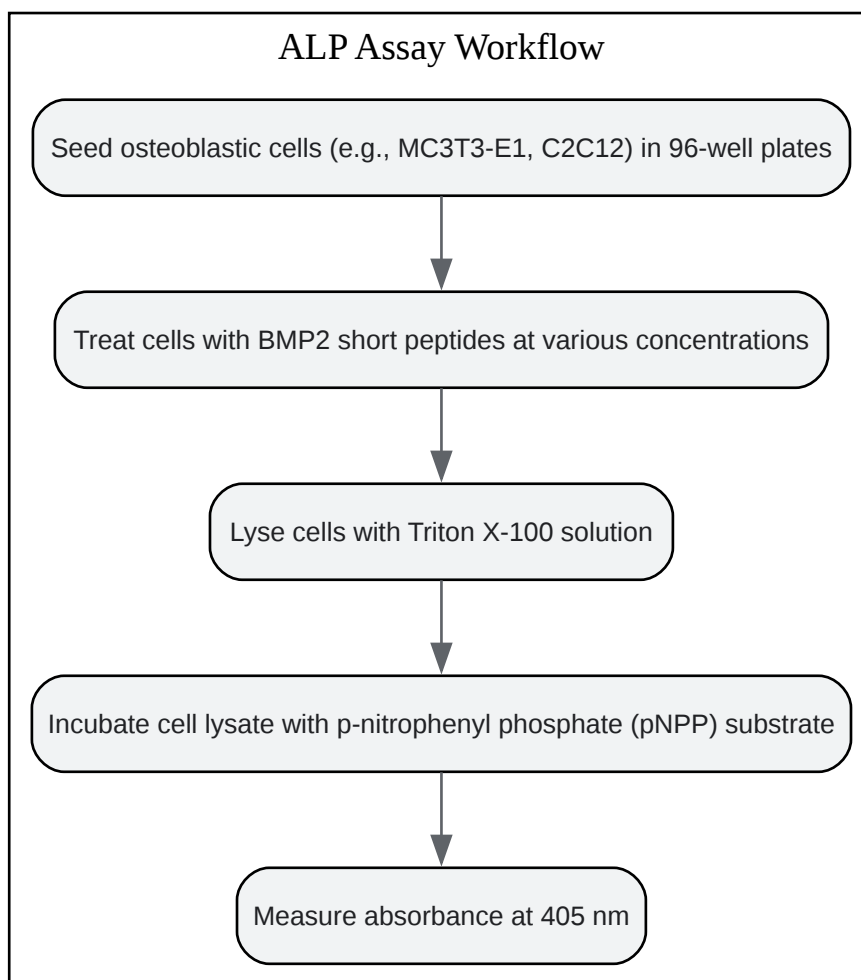 ALP Assay Workflow
Seed osteoblastic cells (e.g., MC3T3-E1, C2C12) in 96-well plates
Treat cells with BMP2 short peptides at various concentrations
Lyse cells with Triton X-100 solution
Incubate cell lysate with p-nitrophenyl phosphate (pNPP) substrate
Measure absorbance at 405 nm